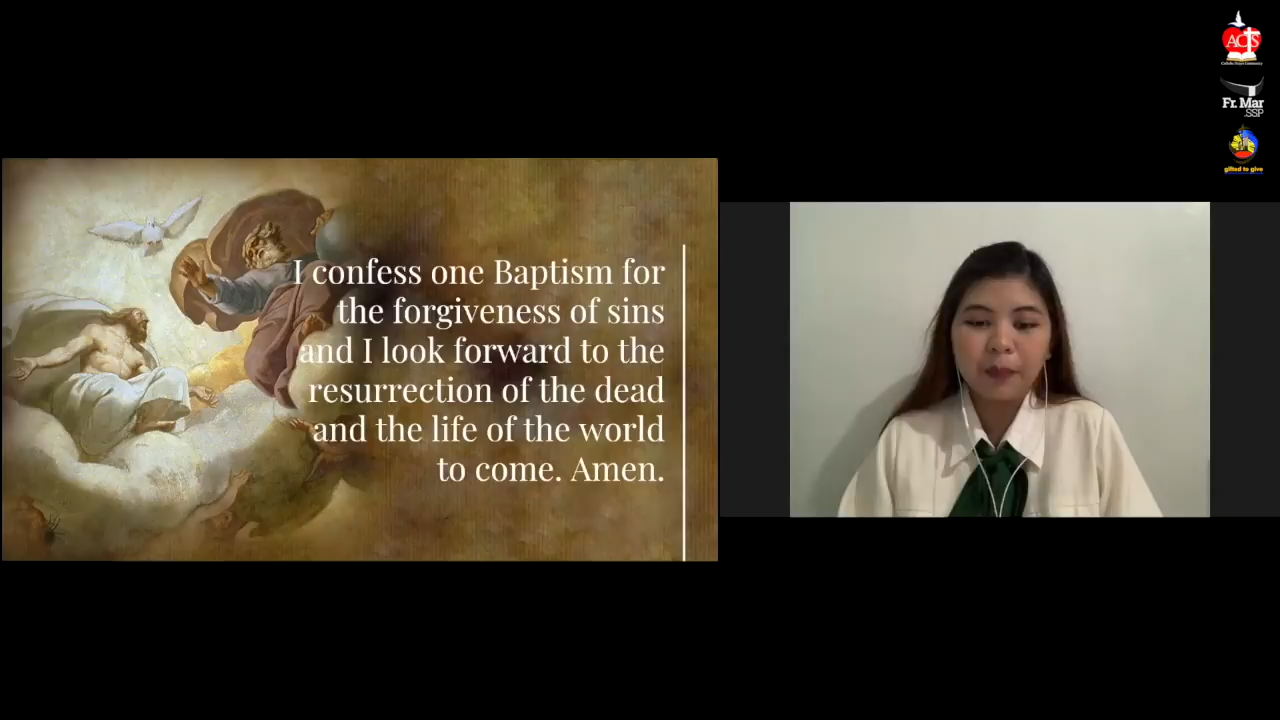 I confess one Baptism for
the forgiveness of sins
and I look forward to the
resurrection of the dead
and the life of the world
to come. Amen.
ACTS
Fr. Mar
.SSP
gifted to give